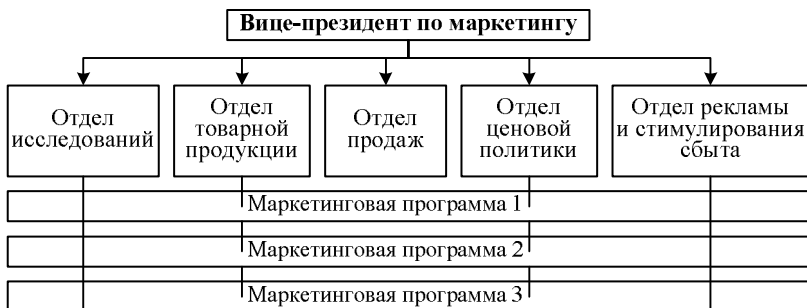 Вице-президент по маркетингу
Отдел
исследований
Отдел
товарной
продукции
Отдел
продаж
Отдел
ценовой
политики
Отдел рекламы
и стимулирования
сбыта
Маркетинговая программа 1
Маркетинговая программа 2
Маркетинговая программа 3